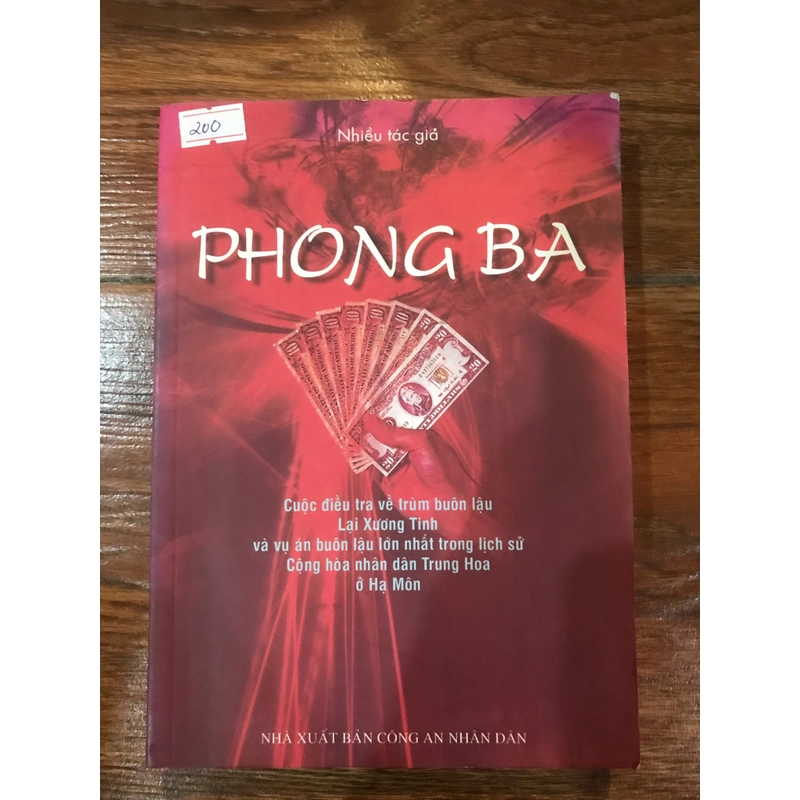 200
Nhiều tác giả
PHONG BA
Cuộc điều tra về trùm buôn lậu
Lại Xương Tinh
và vụ án buôn lậu lớn nhất trong lịch sử
Cộng hòa nhân dân Trung Hoa
ở Hạ Môn
NHÀ XUẤT BẢN CÔNG AN NHÂN DÂN